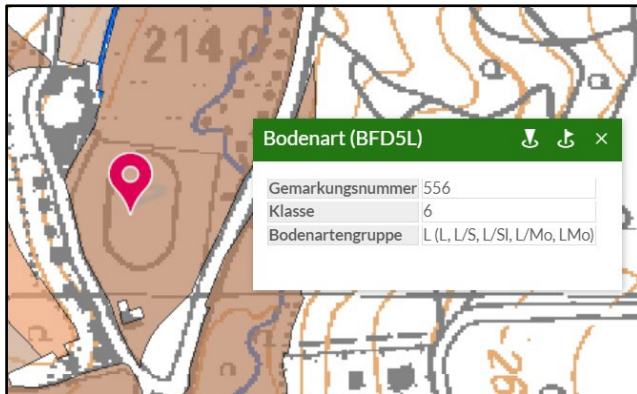 214.0
Bodenart (BFD5L)
Gemarkungsnummer 556
Klasse 6
Bodenartengruppe L (L, L/S, L/Sl, L/Mo, LMo)